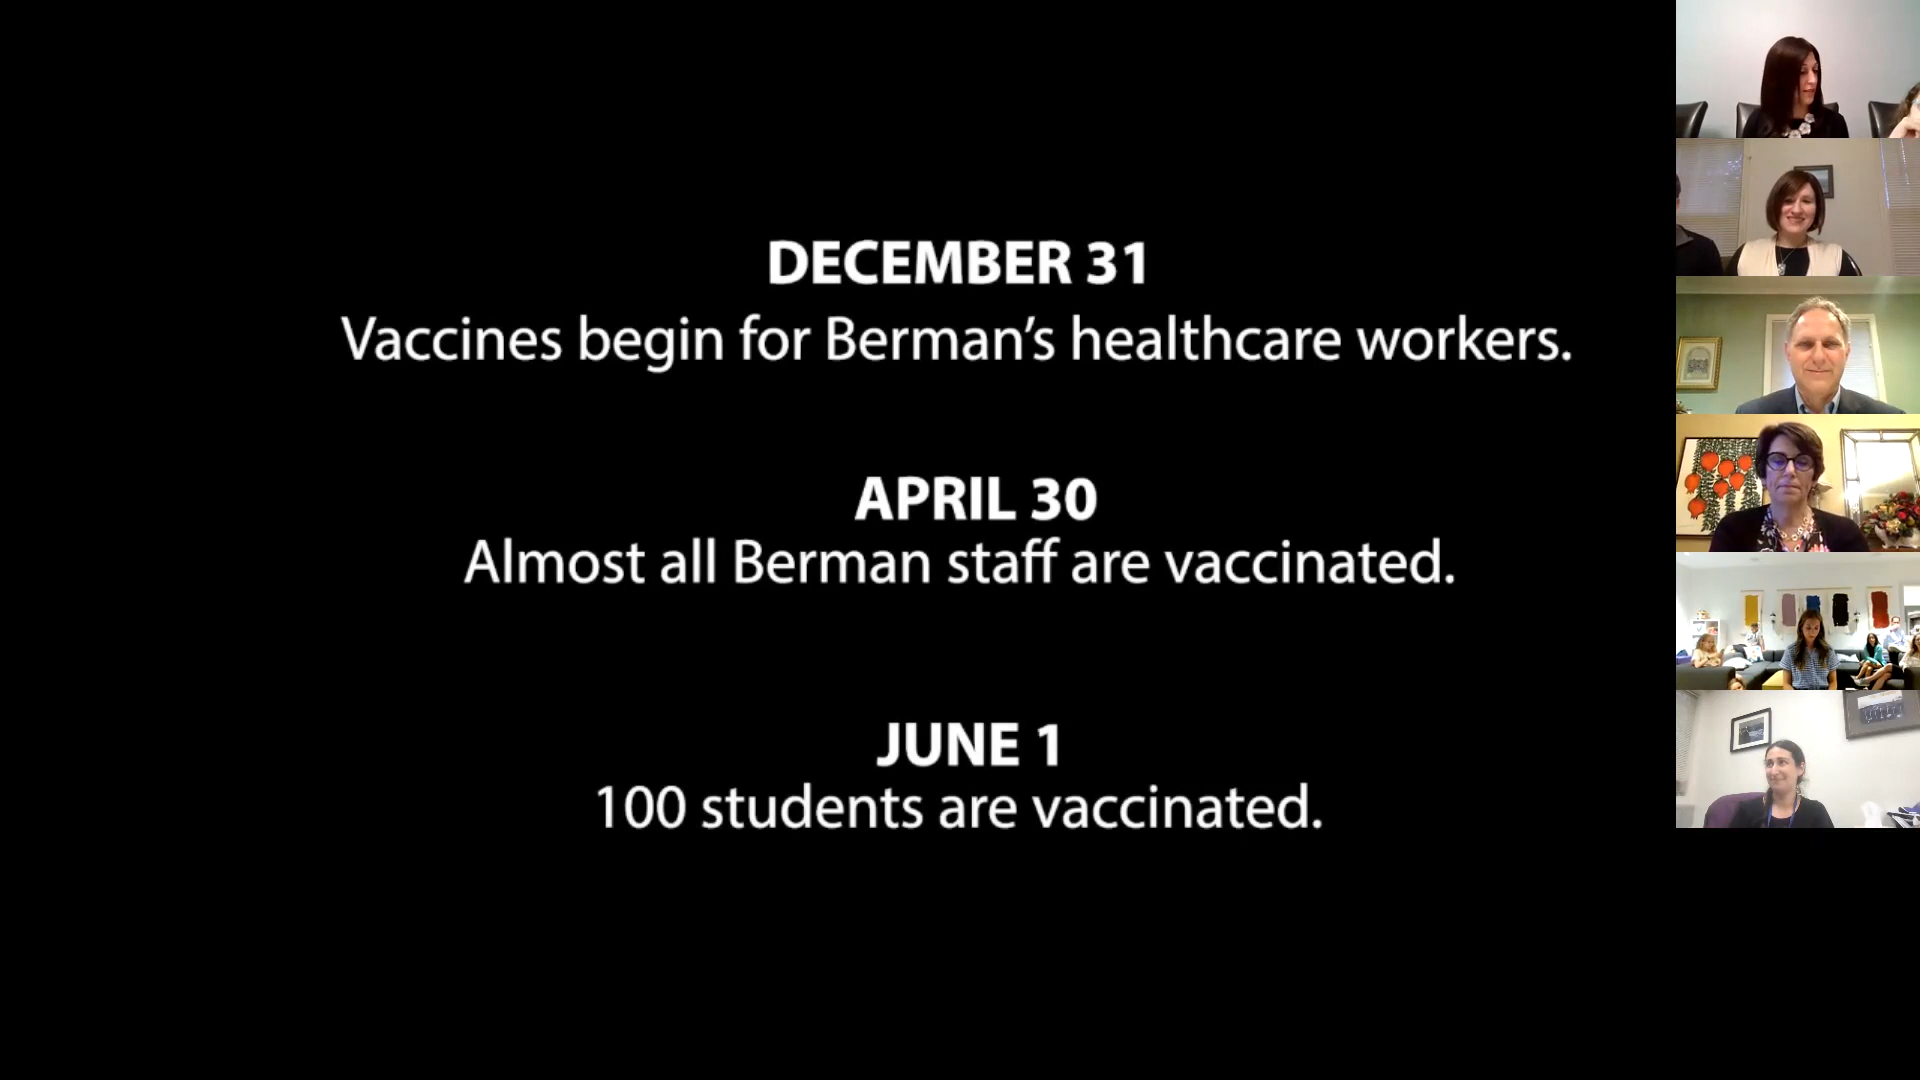 DECEMBER 31
Vaccines begin for Berman’s healthcare workers.
APRIL 30
Almost all Berman staff are vaccinated.
JUNE 1
100 students are vaccinated.